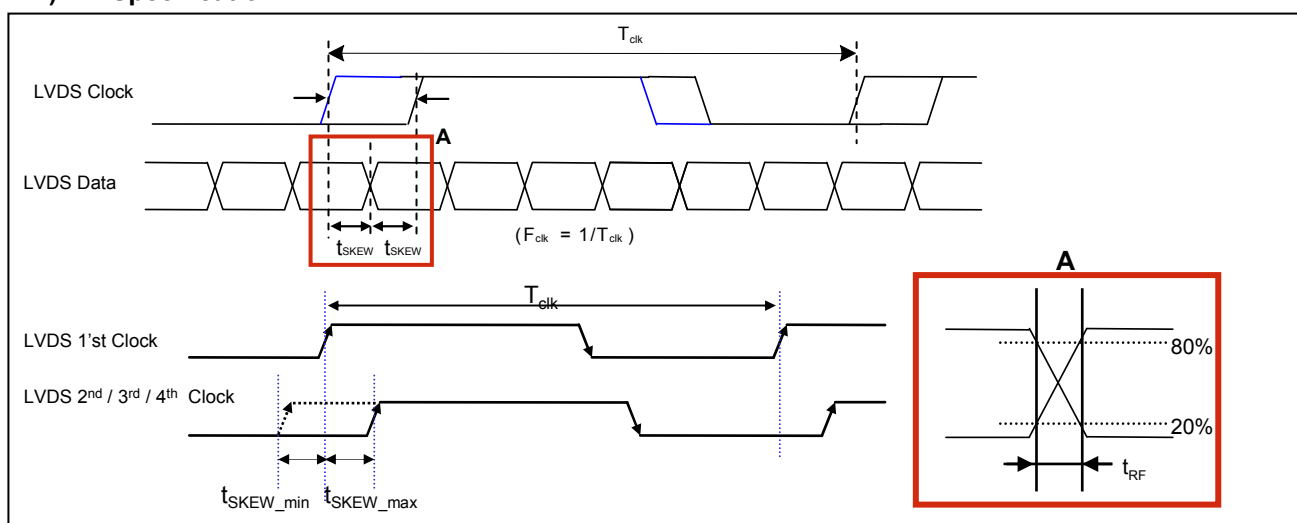 T_clk
LVDS Clock
A
LVDS Data
t_SKEW t_SKEW
(F_clk = 1/T_clk)
A
T_clk
LVDS 1'st Clock
80%
LVDS 2nd / 3rd / 4th Clock
20%
t_RF
t_SKEW_min t_SKEW_max